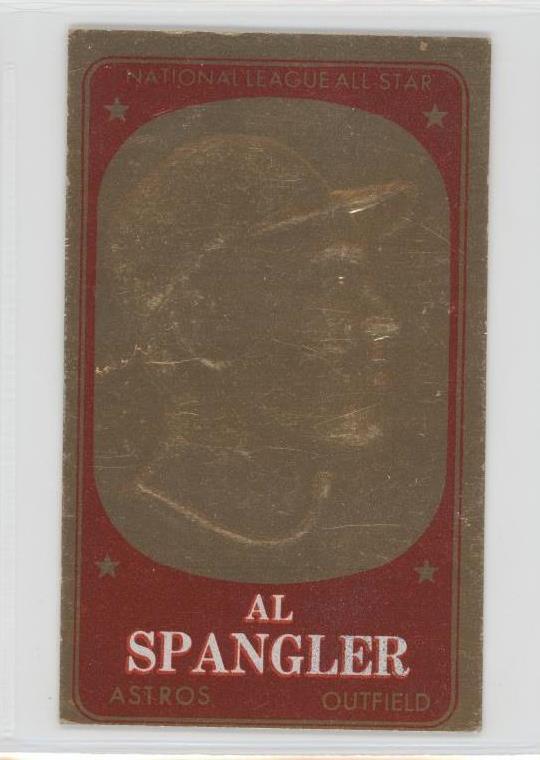 NATIONAL LEAGUE ALL STAR
AL
SPANGLER
ASTROS OUTFIELD